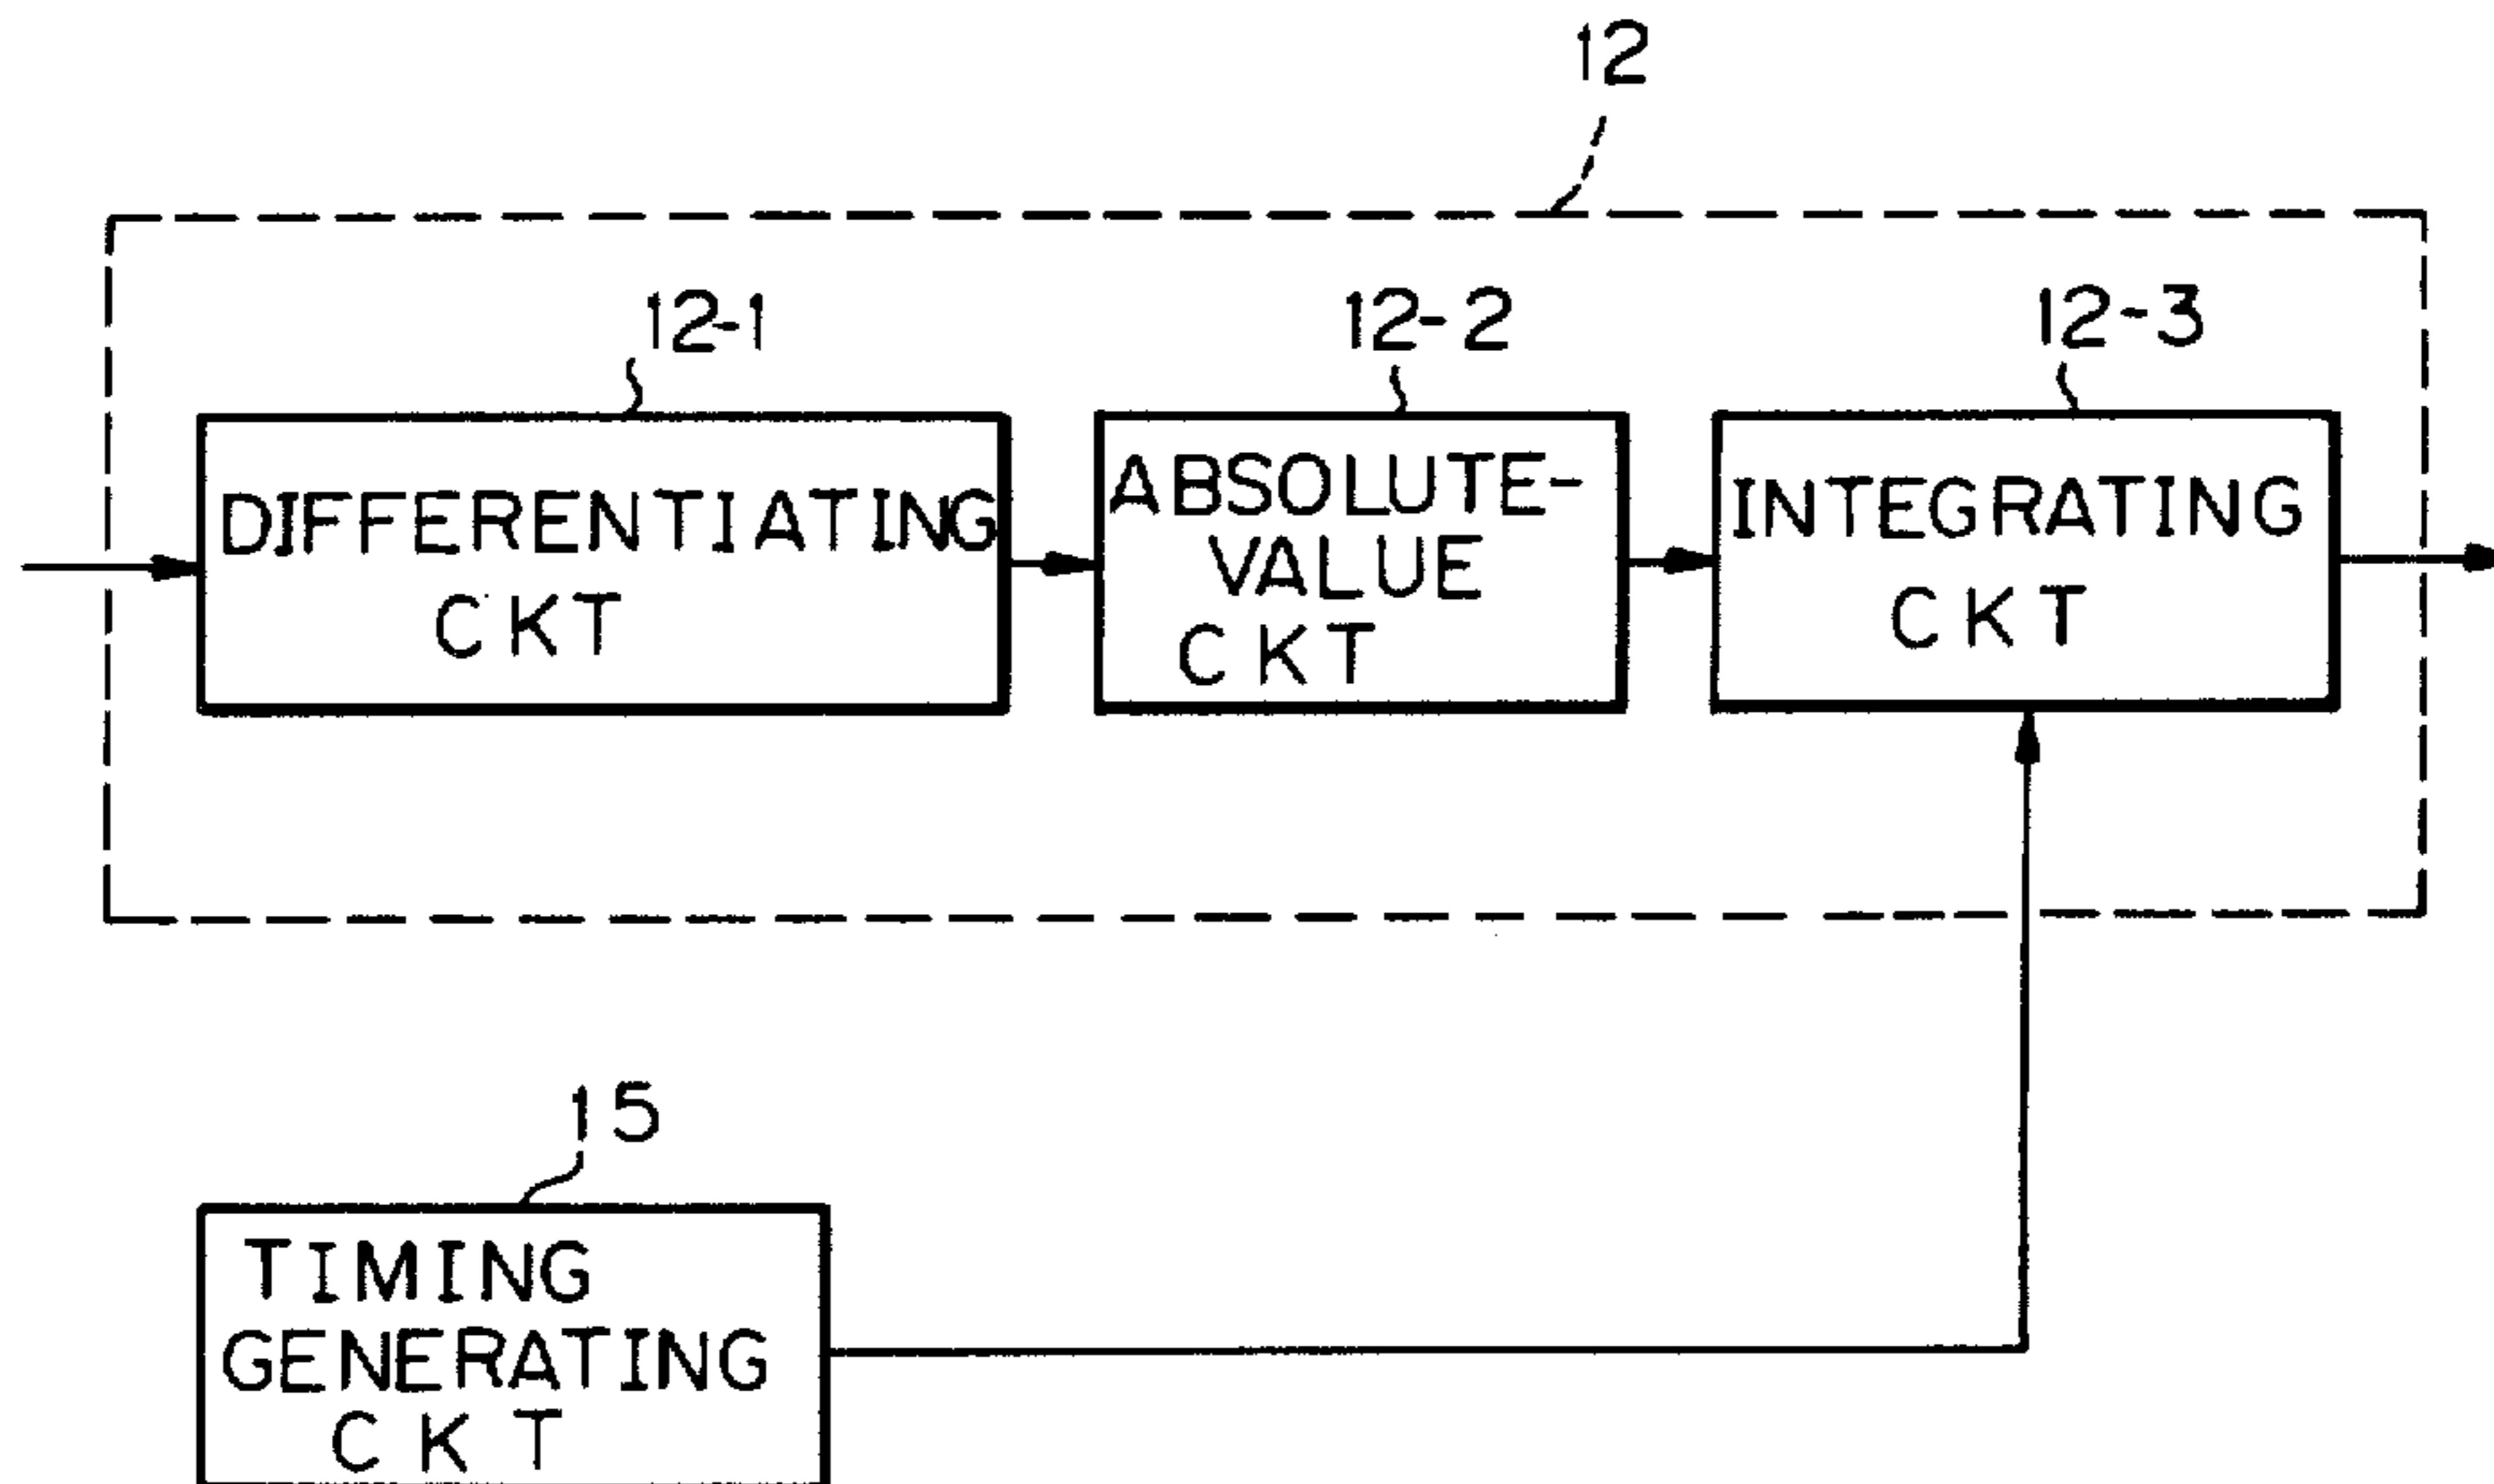 12
12-1
12-2
12-3
DIFFERENTIATING
CKT
ABSOLUTE-
VALUE
CKT
INTEGRATING
CKT
15
TIMING
GENERATING
CKT